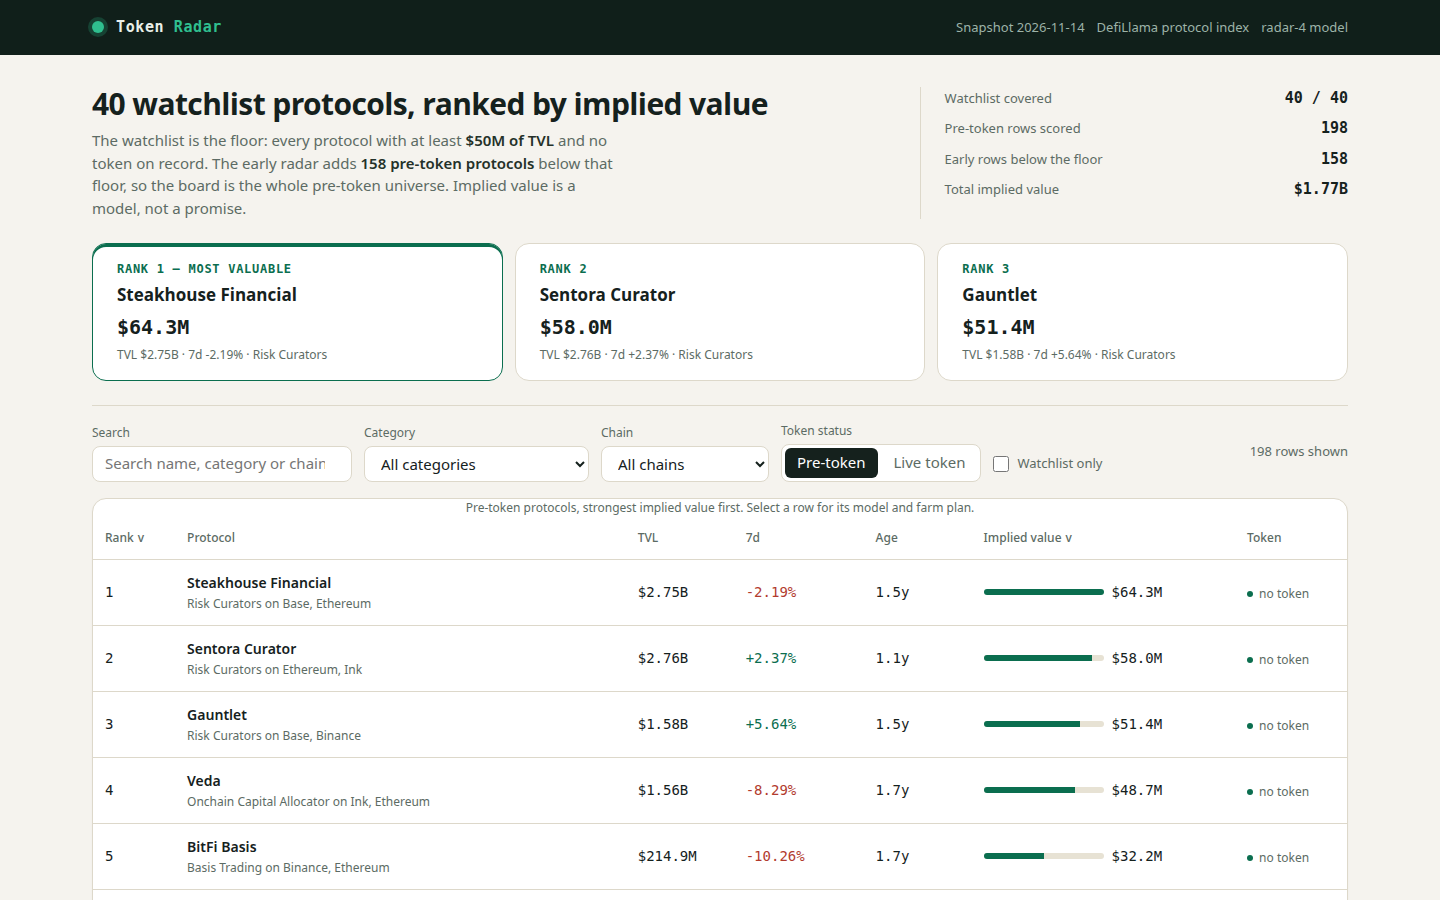 Token Radar
Snapshot 2026-11-14 DefiLlama protocol index radar-4 model
40 watchlist protocols, ranked by implied value
The watchlist is the floor: every protocol with at least $50M of TVL and no
token on record. The early radar adds 158 pre-token protocols below that
floor, so the board is the whole pre-token universe. Implied value is a
model, not a promise.
Watchlist covered 40 / 40
Pre-token rows scored 198
Early rows below the floor 158
Total implied value $1.77B
RANK 1 — MOST VALUABLE
Steakhouse Financial
$64.3M
TVL $2.75B · 7d -2.19% · Risk Curators
RANK 2
Sentora Curator
$58.0M
TVL $2.76B · 7d +2.37% · Risk Curators
RANK 3
Gauntlet
$51.4M
TVL $1.58B · 7d +5.64% · Risk Curators
Search
Search name, category or chain
Category
All categories
Chain
All chains
Token status
Pre-token Live token
Watchlist only
198 rows shown
Pre-token protocols, strongest implied value first. Select a row for its model and farm plan.
Rank v Protocol TVL 7d Age Implied value v Token
1 Steakhouse Financial $2.75B -2.19% 1.5y $64.3M no token
Risk Curators on Base, Ethereum
2 Sentora Curator $2.76B +2.37% 1.1y $58.0M no token
Risk Curators on Ethereum, Ink
3 Gauntlet $1.58B +5.64% 1.5y $51.4M no token
Risk Curators on Base, Binance
4 Veda $1.56B -8.29% 1.7y $48.7M no token
Onchain Capital Allocator on Ink, Ethereum
5 BitFi Basis $214.9M -10.26% 1.7y $32.2M no token
Basis Trading on Binance, Ethereum